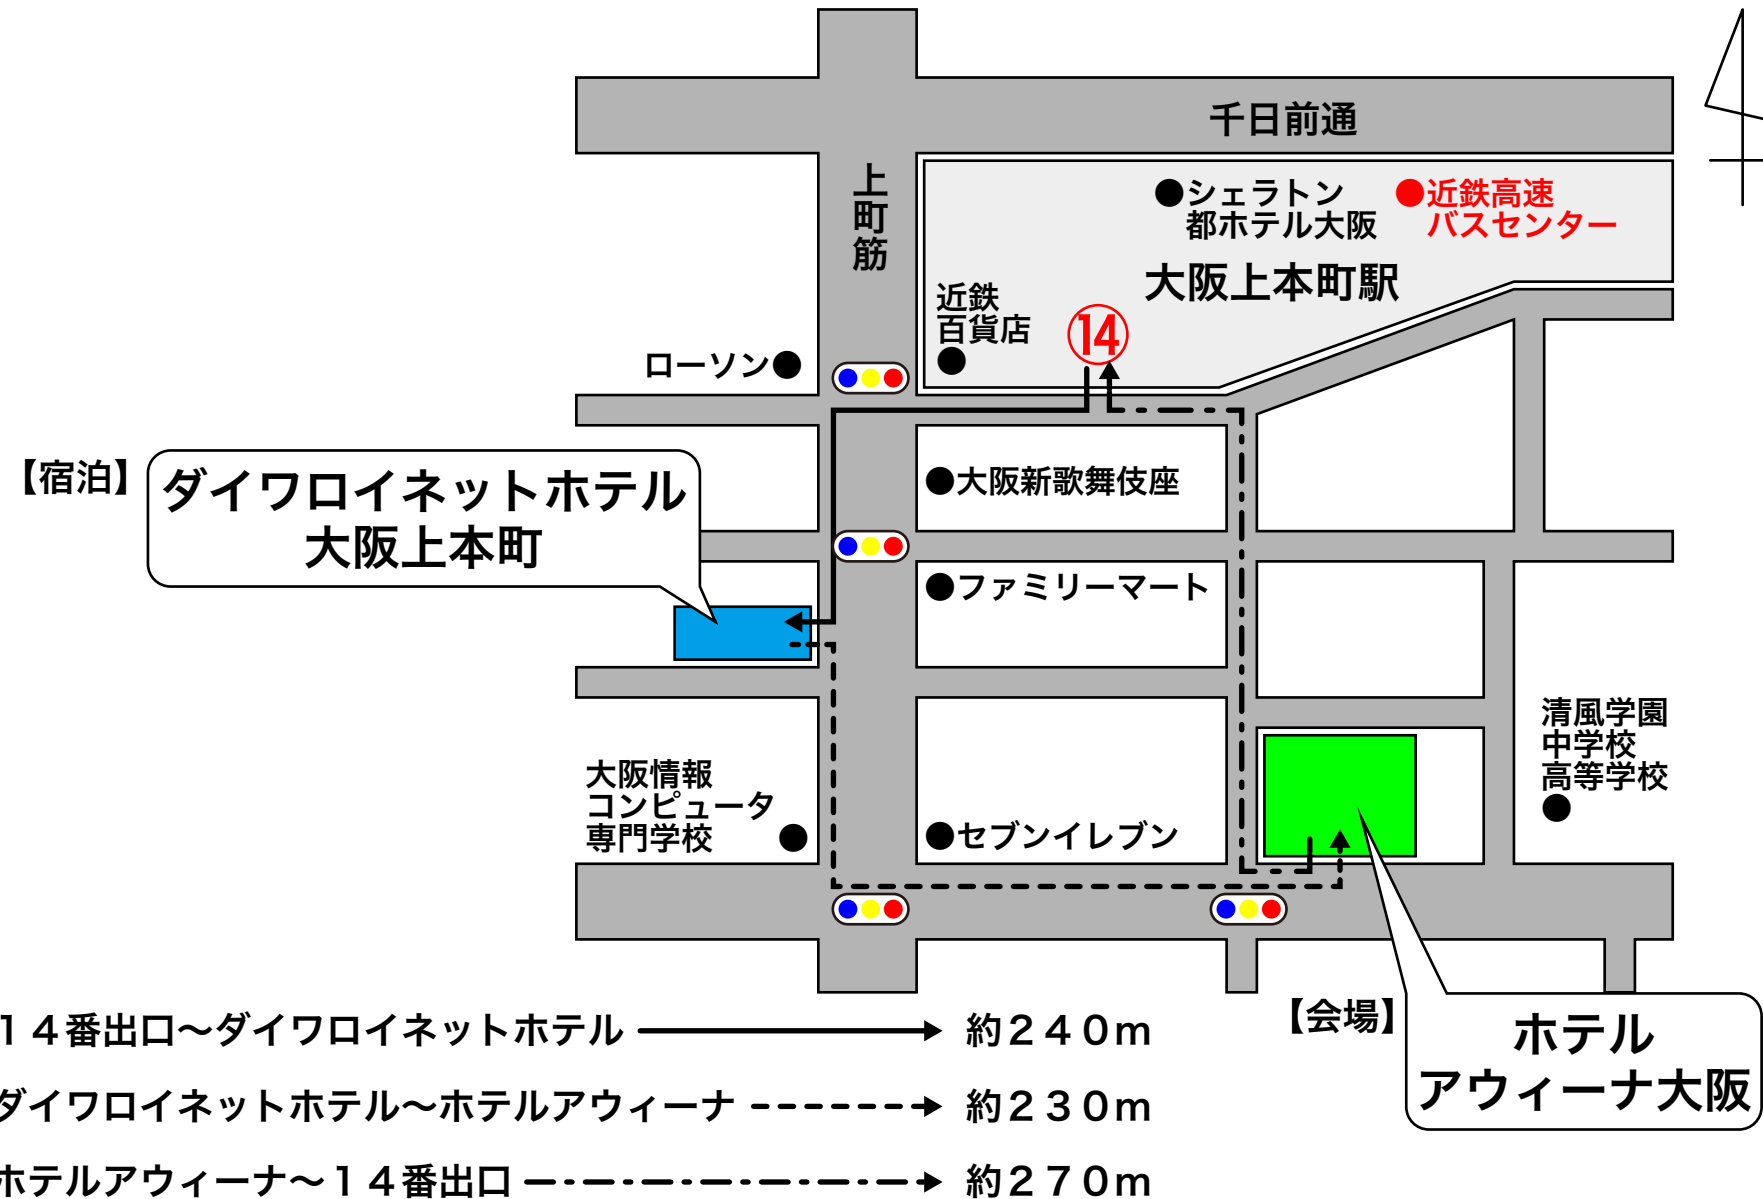 千日前通
上町筋
シェラトン
都ホテル大阪
近鉄高速
バスセンター
大阪上本町駅
近鉄
百貨店
14
ローソン
【宿泊】
ダイワロイネットホテル
大阪上本町
大阪新歌舞伎座
ファミリーマート
清風学園
中学校
高等学校
大阪情報
コンピュータ
専門学校
セブンイレブン
【会場】
ホテル
アウィーナ大阪
１４番出口～ダイワロイネットホテル 約２４０ｍ
ダイワロイネットホテル～ホテルアウィーナ 約２３０ｍ
ホテルアウィーナ～１４番出口 約２７０ｍ